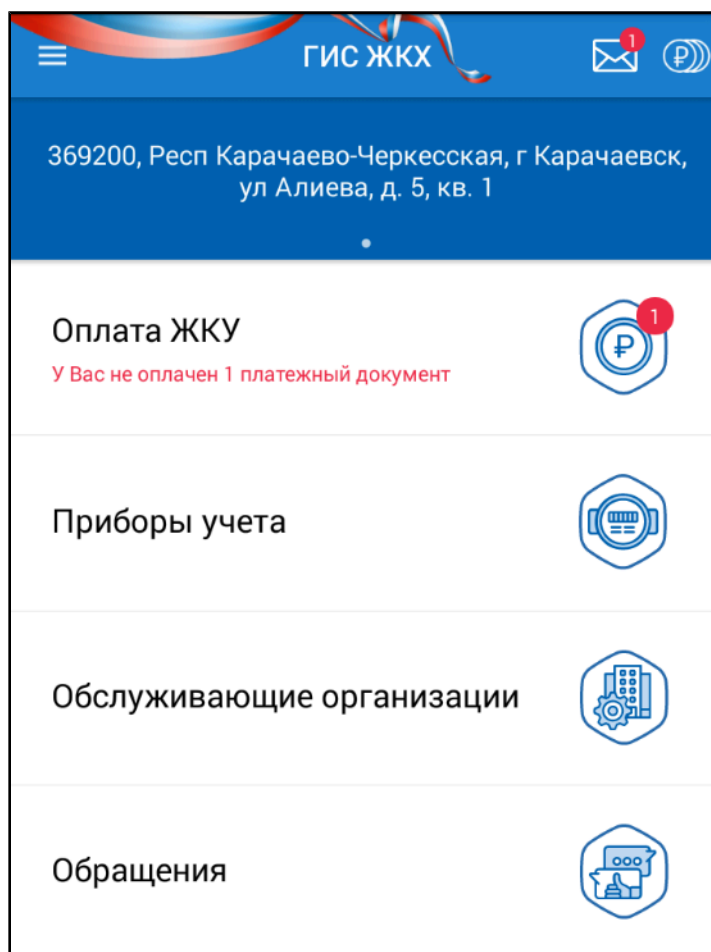 ГИС ЖКХ
1
369200, Респ Карачаево-Черкесская, г Карачаевск,
ул Алиева, д. 5, кв. 1
Оплата ЖКУ
1
У Вас не оплачен 1 платежный документ
Приборы учета
Обслуживающие организации
Обращения